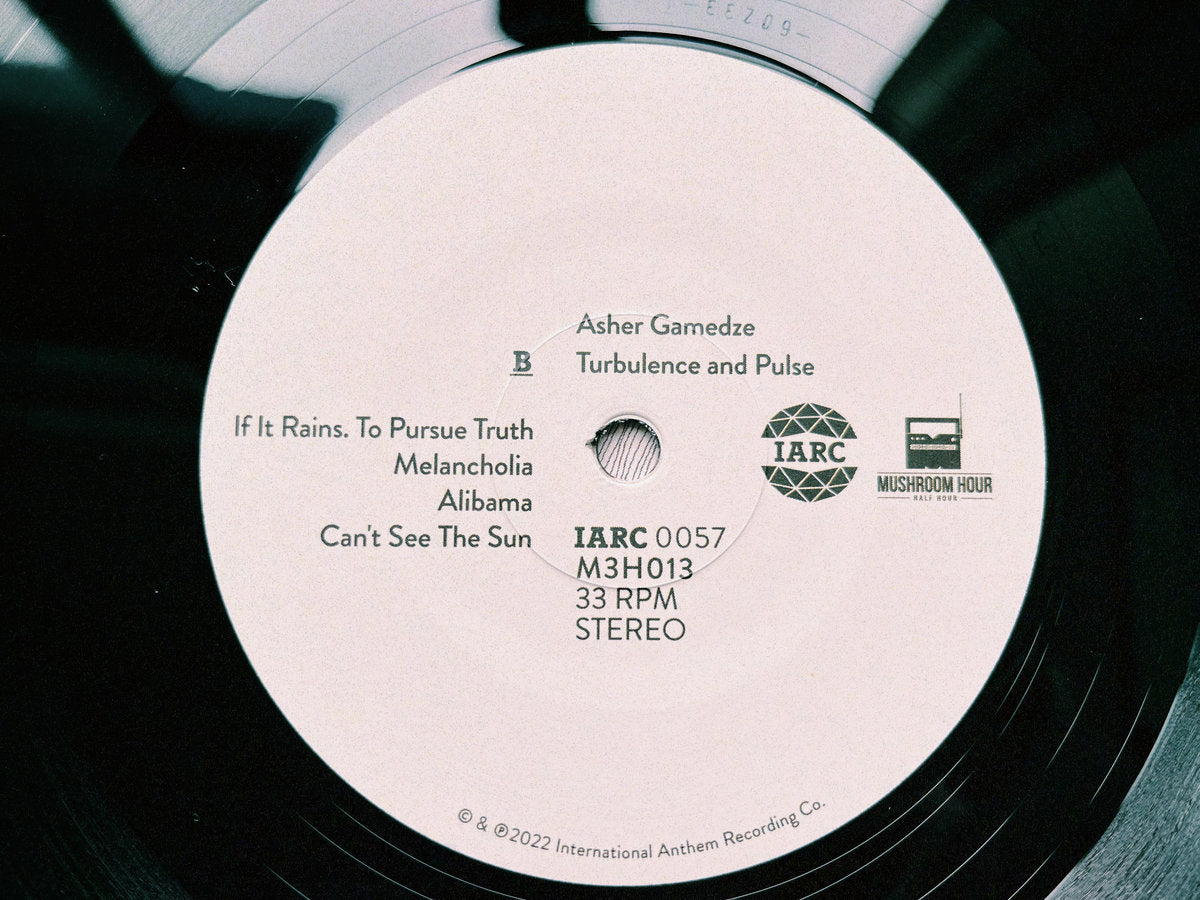 Asher Gamedze
B Turbulence and Pulse
If It Rains. To Pursue Truth
Melancholia
Alibama
Can't See The Sun
IARC
MUSHROOM HOUR
HALF HOUR
IARC 0057
M3H013
33 RPM
STEREO
© & ℗ 2022 International Anthem Recording Co.